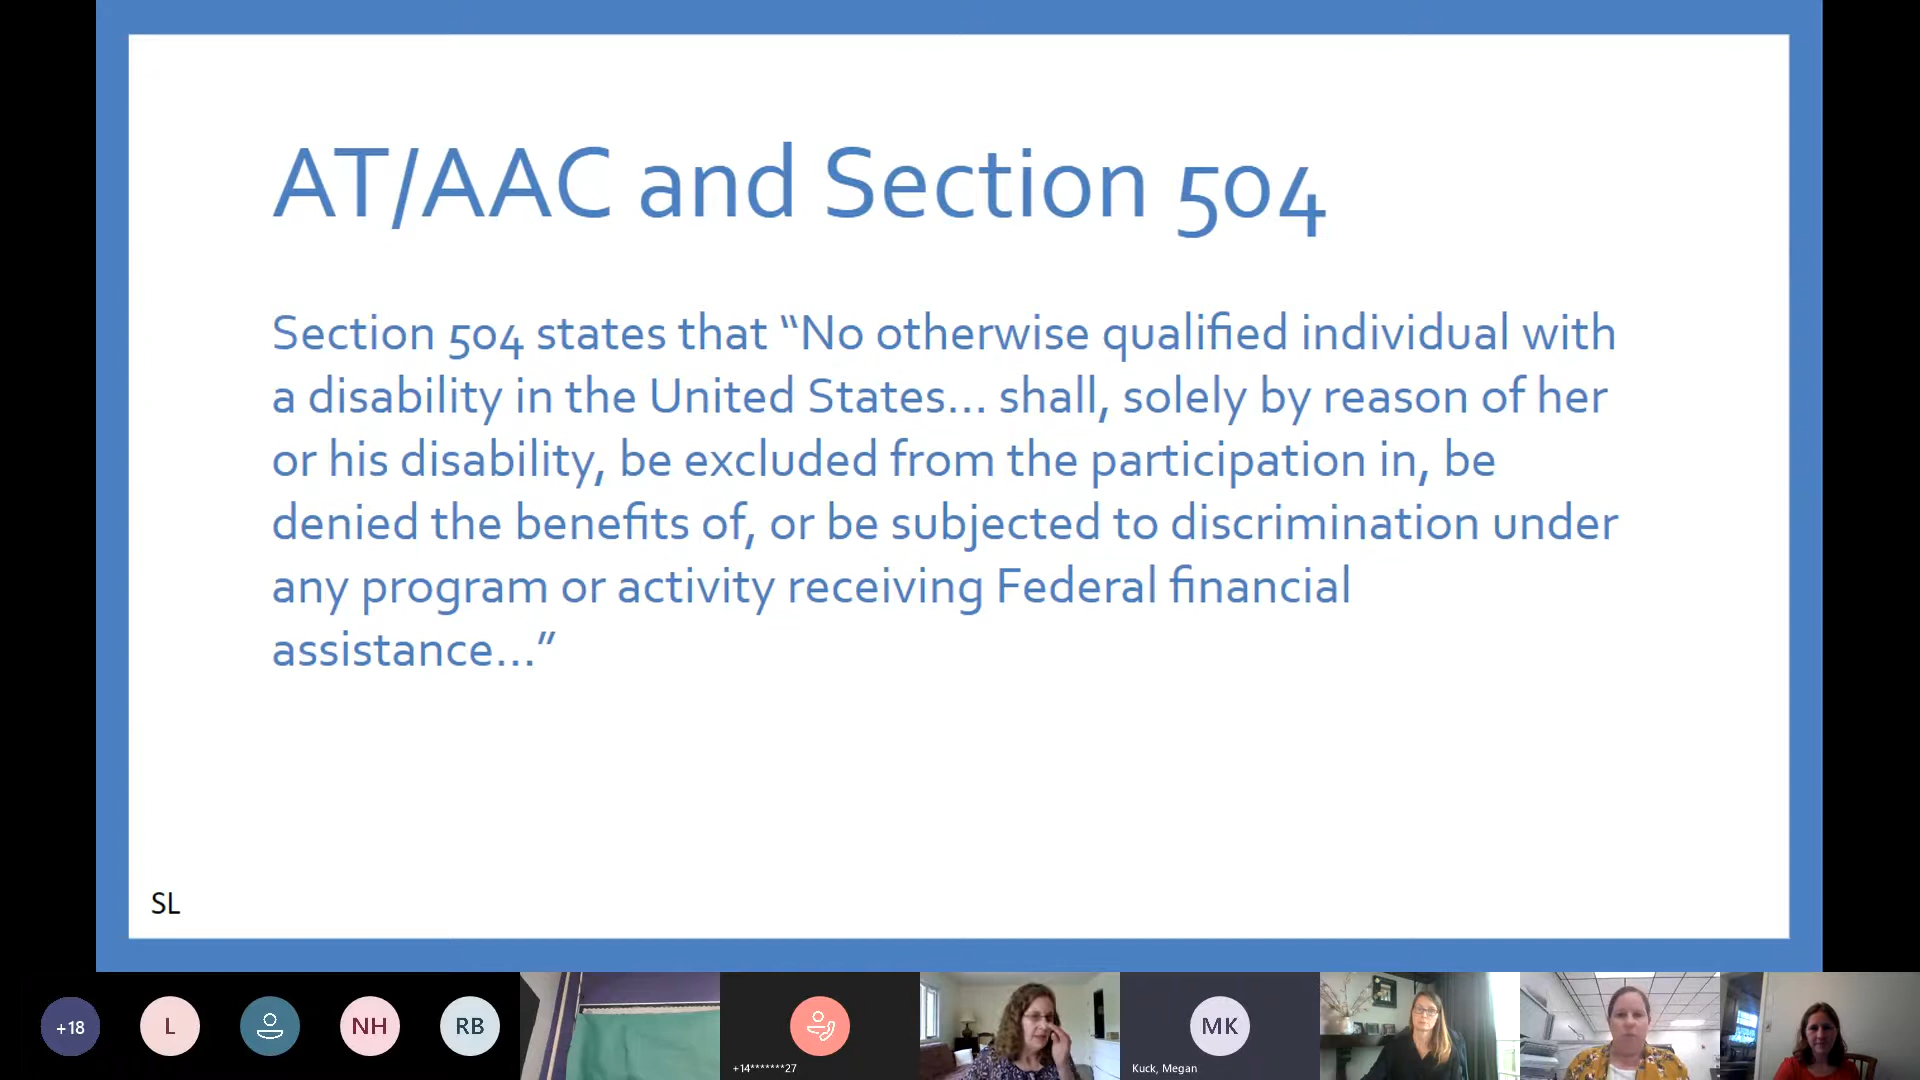 AT/AAC and Section 504
Section 504 states that “No otherwise qualified individual with
a disability in the United States… shall, solely by reason of her
or his disability, be excluded from the participation in, be
denied the benefits of, or be subjected to discrimination under
any program or activity receiving Federal financial
assistance…”
SL
+18
L
NH
RB
+14*******27
MK
Kuck, Megan